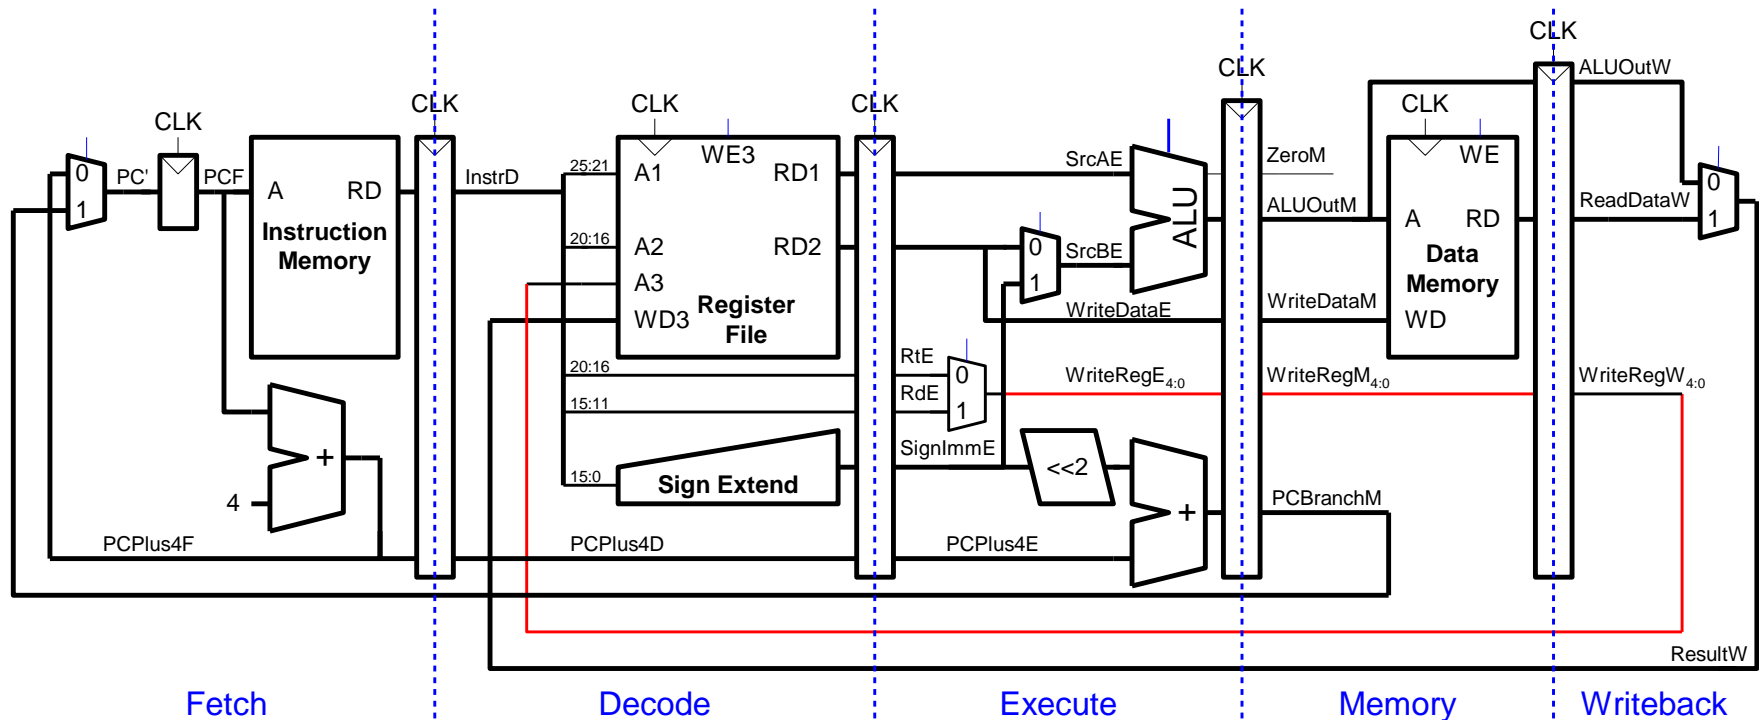 CLK
CLK
CLK
CLK
CLK
CLK
CLK
CLK
ALUOutW
WE3
WE
0
1
PC'
PCF
A
RD
Instruction
Memory
InstrD
25:21
A1
RD1
20:16
A2
RD2
A3
WD3
Register
File
SrcAE
0
1
SrcBE
ALU
ZeroM
ALUOutM
A
RD
Data
Memory
WD
ReadDataW
0
1
WriteDataE
WriteDataM
20:16
RtE
0
15:11
RdE
1
WriteRegE4:0
WriteRegM4:0
WriteRegW4:0
+
4
15:0
Sign Extend
SignImmE
<<2
+
PCBranchM
PCPlus4F
PCPlus4D
PCPlus4E
ResultW
Fetch
Decode
Execute
Memory
Writeback